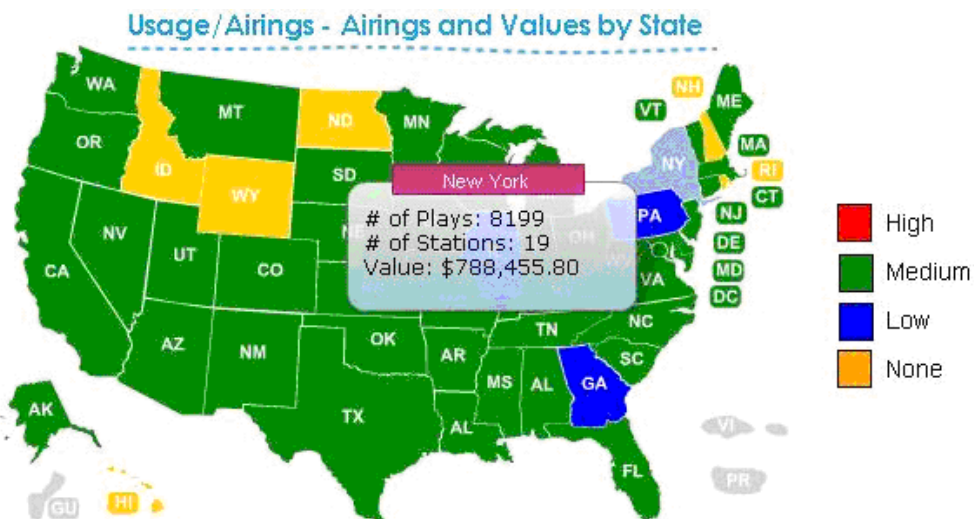 Usage/Airings - Airings and Values by State
WA
MT
ND
MN
OR
ID
WY
SD
NH
VT
ME
NY
MA
RI
CT
New York
# of Plays: 8199
# of Stations: 19
Value: $788,455.80
NE
OH
WV
PA
NJ
DE
MD
DC
VA
NV
UT
CO
CA
AZ
NM
OK
AR
TN
NC
SC
MS
AL
GA
TX
AL
FL
AK
HI
GU
VI
PR
High
Medium
Low
None